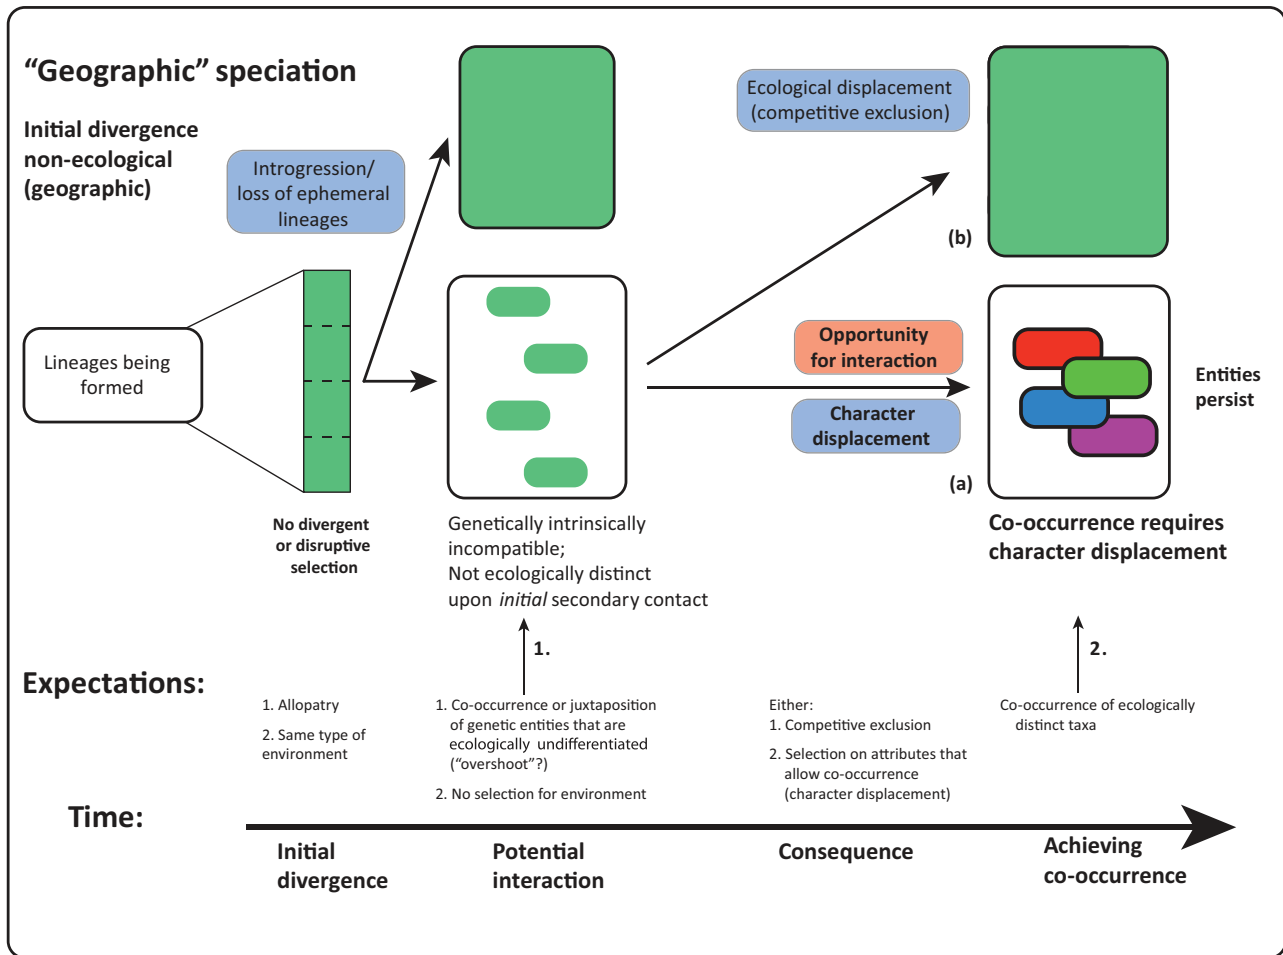 “Geographic” speciation
Initial divergence
non-ecological
(geographic)
Introgression/
loss of ephemeral
lineages
Ecological displacement
(competitive exclusion)
(b)
Lineages being
formed
Opportunity
for interaction
Character
displacement
Entities
persist
(a)
No divergent
or disruptive
selection
Genetically intrinsically
incompatible;
Not ecologically distinct
upon initial secondary contact
Co-occurrence requires
character displacement
1.
2.
Expectations:
1. Allopatry
2. Same type of
environment
1. Co-occurrence or juxtaposition
of genetic entities that are
ecologically undifferentiated
(“overshoot”?)
2. No selection for environment
Either:
1. Competitive exclusion
2. Selection on attributes that
allow co-occurrence
(character displacement)
Co-occurrence of ecologically
distinct taxa
Time:
Initial
divergence
Potential
interaction
Consequence
Achieving
co-occurrence